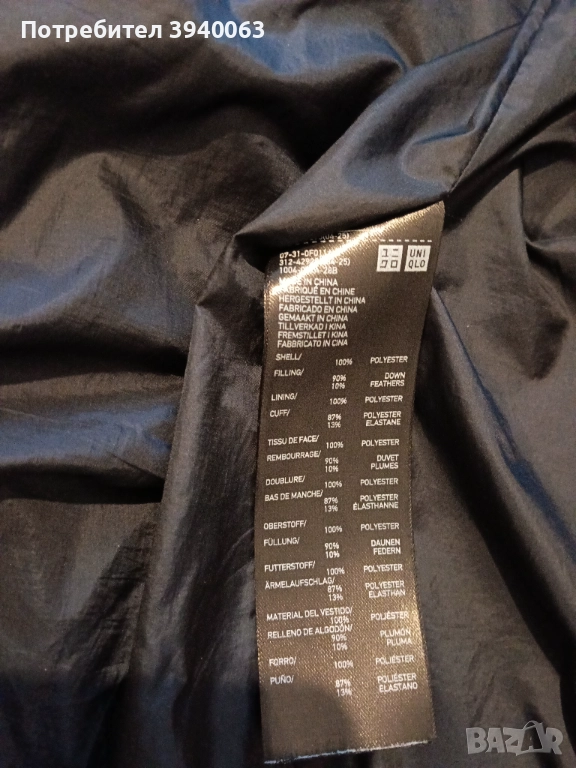 Потребител 3940063
UNI
QLO
MADE IN CHINA
FABRIQUÉ EN CHINE
HERGESTELLT IN CHINA
FABRICADO EN CHINA
GEMAAKT IN CHINA
TILLVERKAD I KINA
FREMSTILLET I KINA
FABBRICATO IN CINA
SHELL/ 100% POLYESTER
FILLING/ 90% DOWN
10% FEATHERS
LINING/ 100% POLYESTER
CUFF/ 87% POLYESTER
13% ELASTANE
TISSU DE FACE/ 100% POLYESTER
REMBOURRAGE/ 90% DUVET
10% PLUMES
DOUBLURE/ 100% POLYESTER
BAS DE MANCHE/ 87% POLYESTER
13% ÉLASTHANNE
OBERSTOFF/ 100% POLYESTER
FÜLLUNG/ 90% DAUNEN
10% FEDERN
FUTTERSTOFF/ 100% POLYESTER
ÄRMELAUFSCHLAG/ 87% POLYESTER
13% ELASTHAN
MATERIAL DEL VESTIDO/
100% POLIÉSTER
RELLENO DE ALGODÓN/
90% PLUMÓN
10% PLUMA
FORRO/ 100% POLIÉSTER
PUÑO/ 87% POLIÉSTER
13% ELASTANO
BAZAR